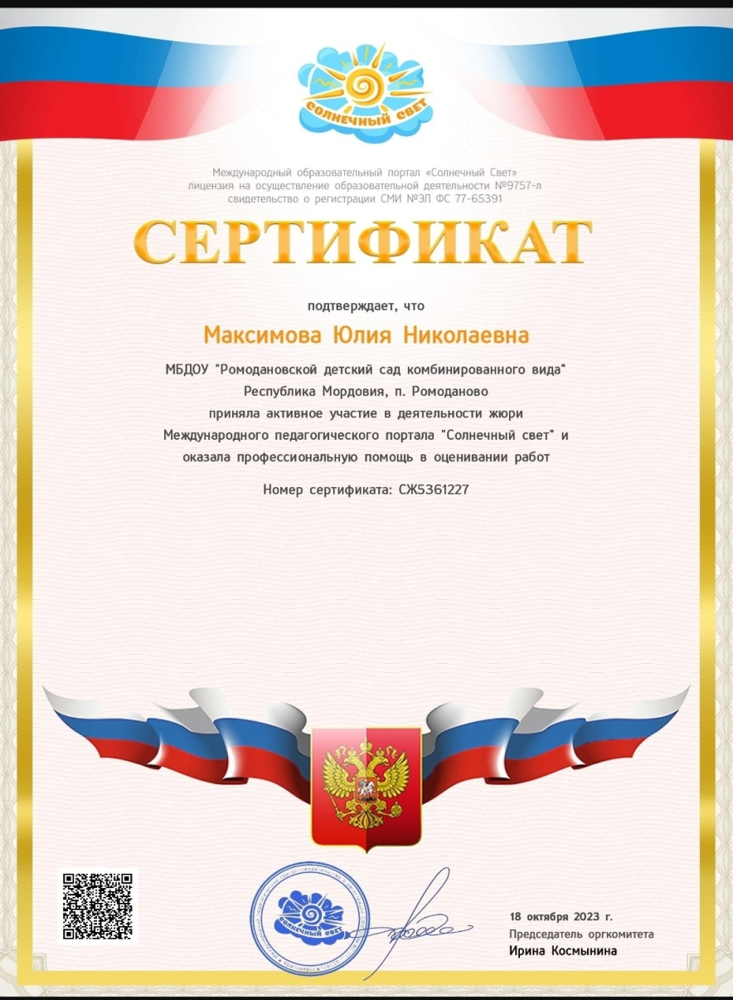 СОЛНЕЧНЫЙ СВЕТ
Международный образовательный портал «Солнечный Свет»
лицензия на осуществление образовательной деятельности №9757-л
свидетельство о регистрации СМИ №ЭЛ ФС 77-65391
СЕРТИФИКАТ
подтверждает, что
Максимова Юлия Николаевна
МБДОУ "Ромодановской детский сад комбинированного вида"
Республика Мордовия, п. Ромоданово
приняла активное участие в деятельности жюри
Международного педагогического портала "Солнечный свет" и
оказала профессиональную помощь в оценивании работ
Номер сертификата: СЖ5361227
СОЛНЕЧНЫЙ СВЕТ
18 октября 2023 г.
Председатель оргкомитета
Ирина Космынина